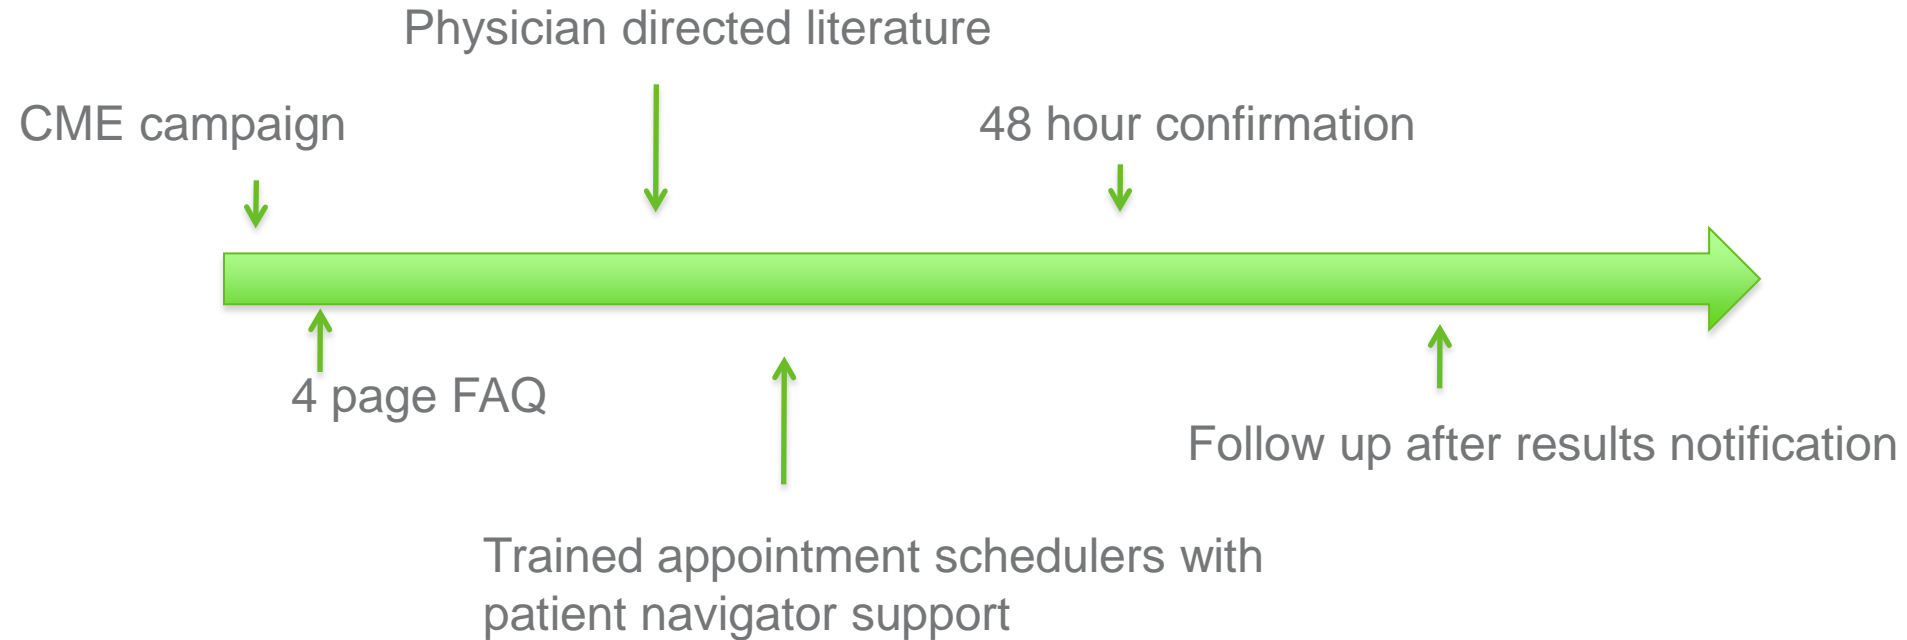 Physician directed literature
CME campaign
48 hour confirmation
4 page FAQ
Follow up after results notification
Trained appointment schedulers with
patient navigator support